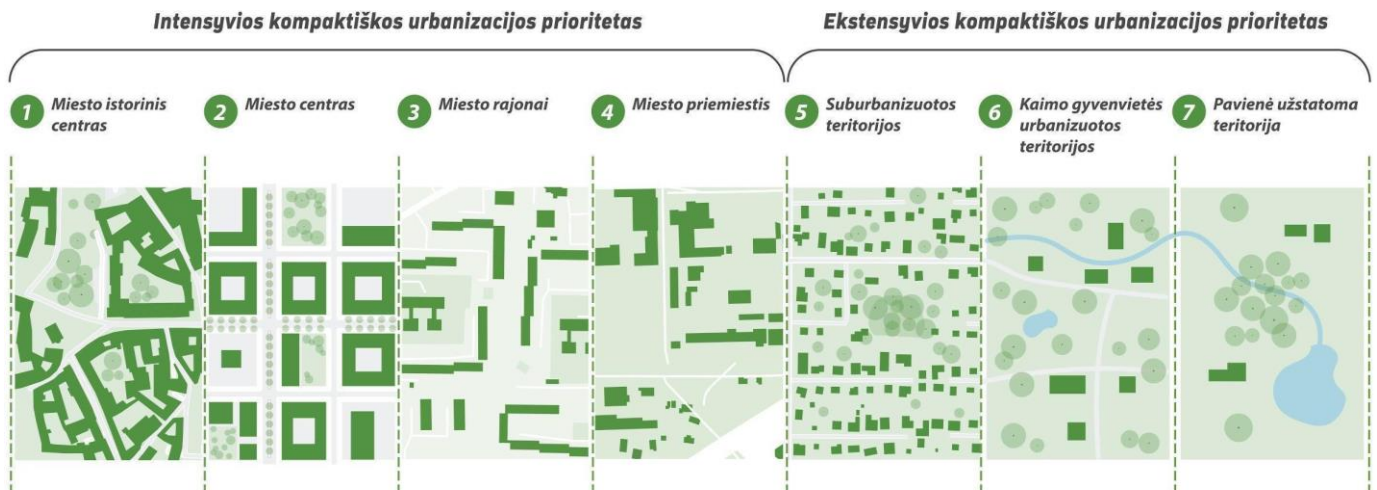 Intensyvios kompaktiškos urbanizacijos prioritetas
Ekstensyvios kompaktiškos urbanizacijos prioritetas
1 Miesto istorinis
centras
2 Miesto centras
3 Miesto rajonai
4 Miesto priemiestis
5 Suburbanizuotos
teritorijos
6 Kaimo gyvenvietės
urbanizuotos
teritorijos
7 Pavienė užstatoma
teritorija